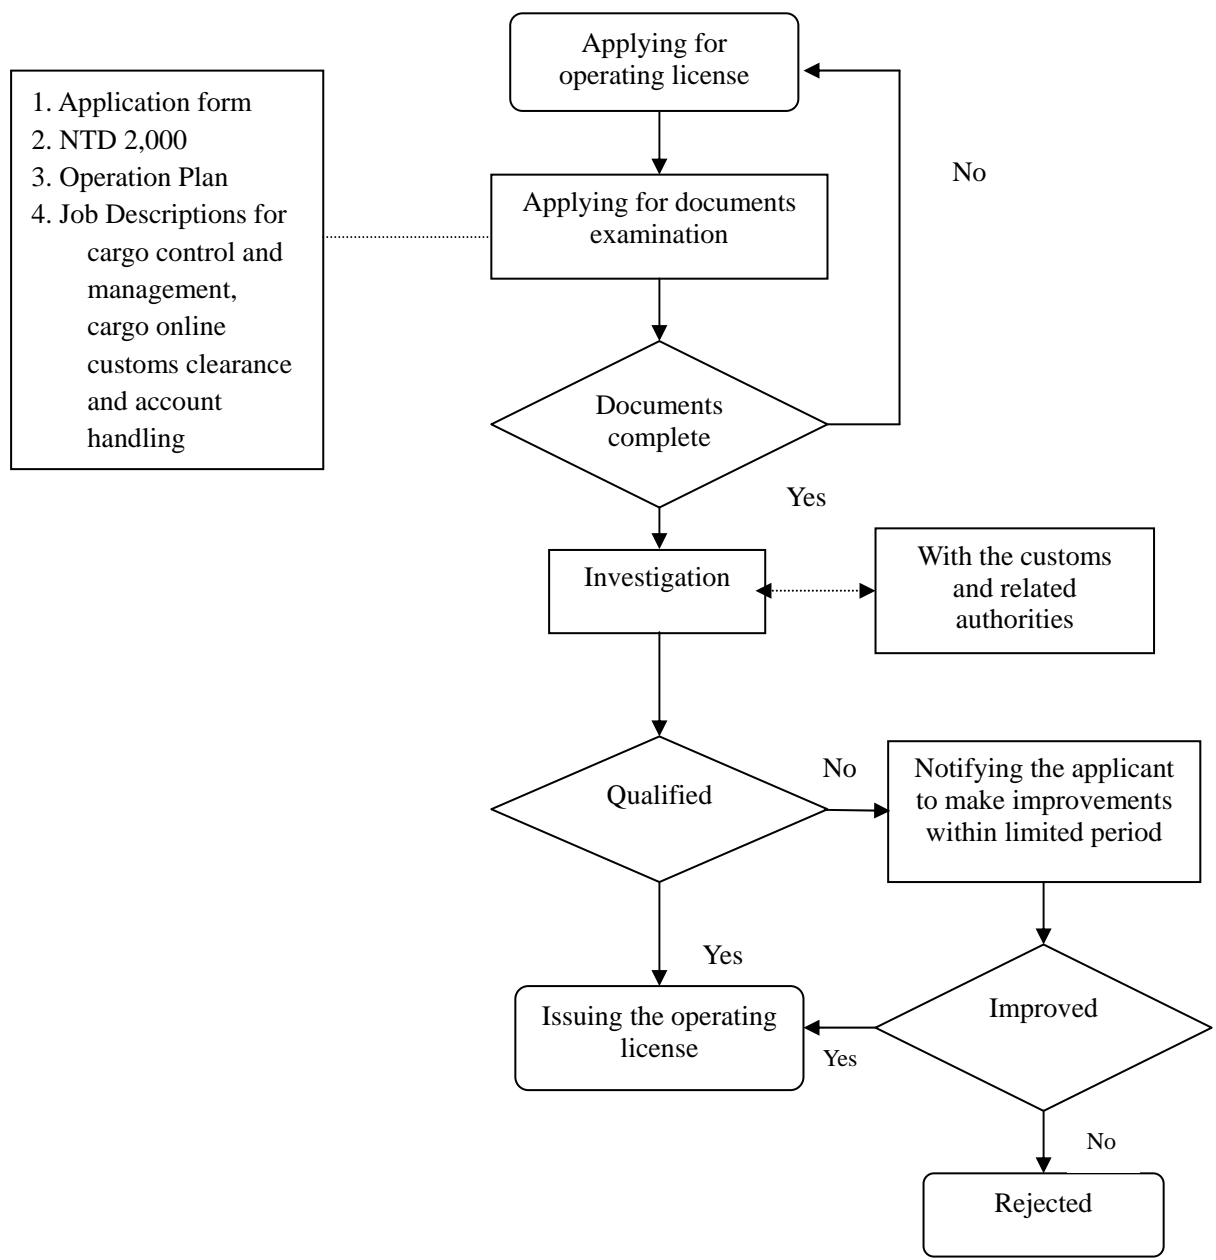 Applying for
operating license
1. Application form
2. NTD 2,000
3. Operation Plan
4. Job Descriptions for
cargo control and
management,
cargo online
customs clearance
and account
handling
No
Applying for documents
examination
Documents
complete
Yes
Investigation
With the customs
and related
authorities
Qualified
No
Notifying the applicant
to make improvements
within limited period
Yes
Issuing the operating
license
Improved
Yes
No
Rejected